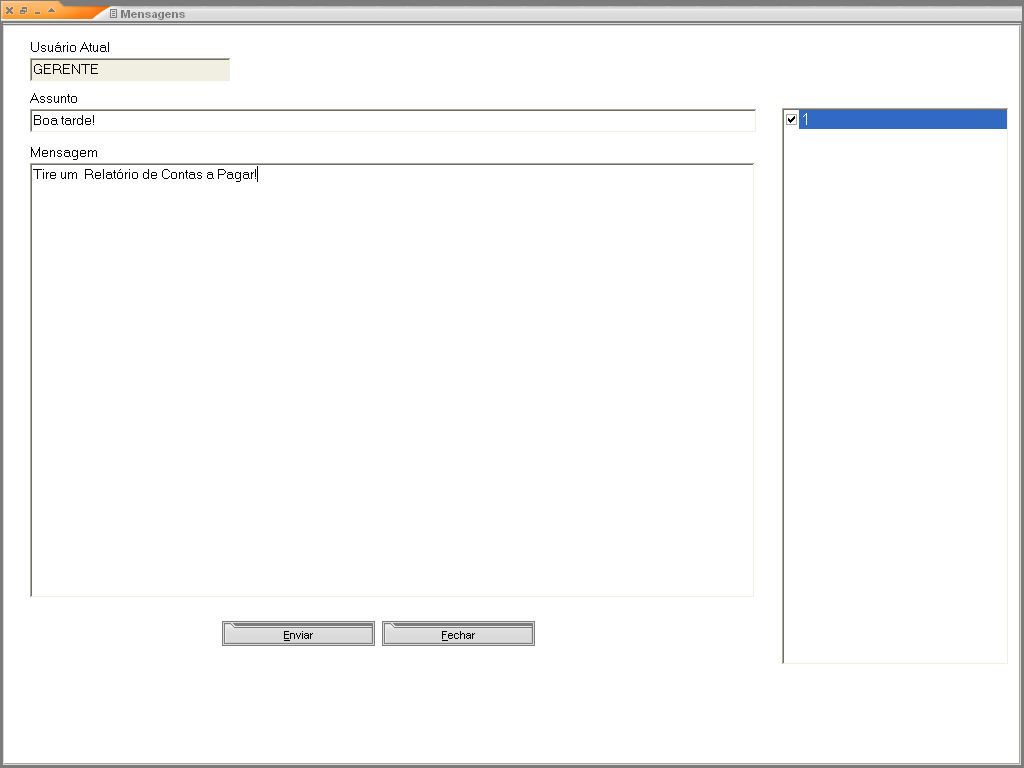 Mensagens
Usuário Atual
GERENTE
Assunto
Boa tarde!
1
Mensagem
Tire um  Relatório de Contas a Pagar!
Enviar
Fechar